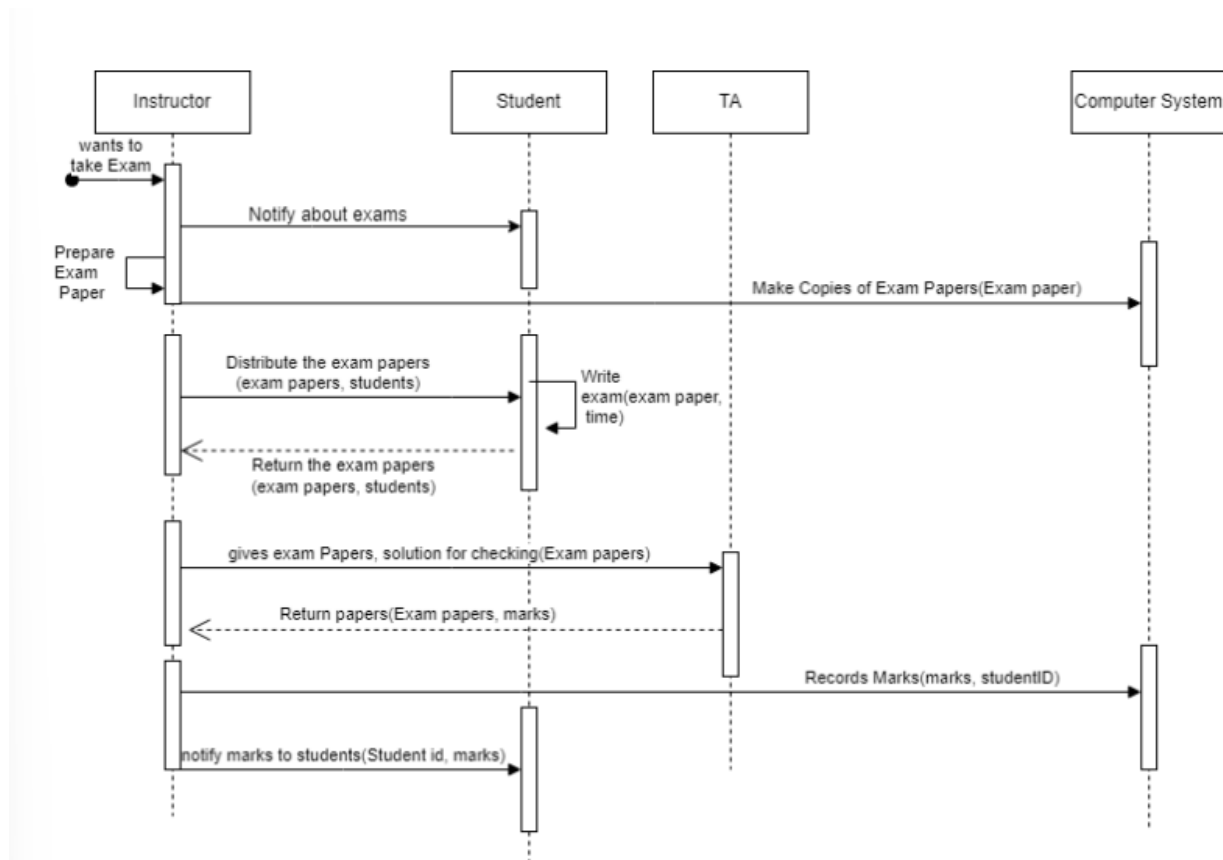 Instructor
Student
TA
Computer System
wants to
take Exam
Notify about exams
Prepare
Exam
Paper
Make Copies of Exam Papers(Exam paper)
Distribute the exam papers
(exam papers, students)
Write
exam(exam paper,
time)
Return the exam papers
(exam papers, students)
gives exam Papers, solution for checking(Exam papers)
Return papers(Exam papers, marks)
Records Marks(marks, studentID)
notify marks to students(Student id, marks)